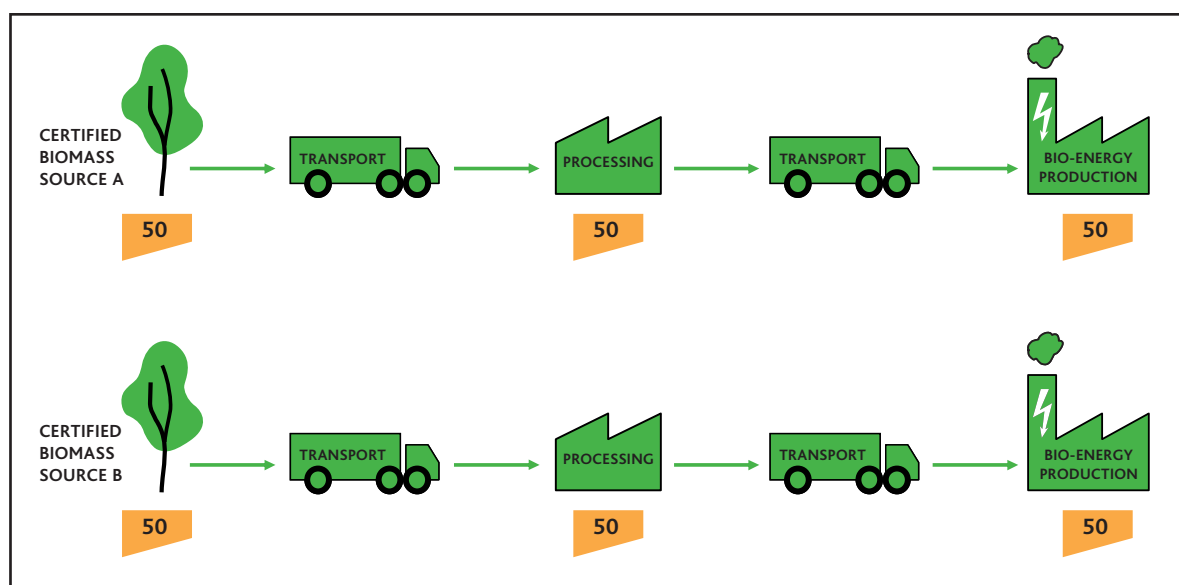 CERTIFIED
BIOMASS
SOURCE A
TRANSPORT
PROCESSING
TRANSPORT
BIO-ENERGY
PRODUCTION
50
50
50
CERTIFIED
BIOMASS
SOURCE B
TRANSPORT
PROCESSING
TRANSPORT
BIO-ENERGY
PRODUCTION
50
50
50